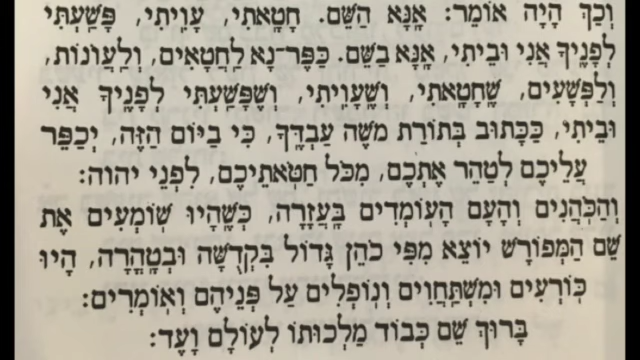 וְכַךְ הָיָה אוֹמֵר: אָנָּא הַשֵּׁם. חָטָאתִי, עָוִיתִי, פָּשַׁעְתִּי
לְפָנֶיךָ אֲנִי וּבֵיתִי, אָנָּא בַשֵּׁם. כַּפֶּר־נָא לַחֲטָאִים, וְלַעֲוֹנוֹת,
וְלַפְּשָׁעִים, שֶׁחָטָאתִי, וְשֶׁעָוִיתִי, וְשֶׁפָּשַׁעְתִּי לְפָנֶיךָ אֲנִי
וּבֵיתִי, כַּכָּתוּב בְּתוֹרַת משֶׁה עַבְדֶּךָ, כִּי בַיּוֹם הַזֶּה, יְכַפֵּר
עֲלֵיכֶם לְטַהֵר אֶתְכֶם, מִכֹּל חַטֹּאתֵיכֶם, לִפְנֵי יהוה:
וְהַכֹּהֲנִים וְהָעָם הָעוֹמְדִים בָּעֲזָרָה, כְּשֶׁהָיוּ שׁוֹמְעִים אֶת
שֵׁם הַמְּפוֹרָשׁ יוֹצֵא מִפִּי כֹהֵן גָּדוֹל בִּקְדֻשָּׁה וּבְטָהֳרָה, הָיוּ
כּוֹרְעִים וּמִשְׁתַּחֲוִים וְנוֹפְלִים עַל פְּנֵיהֶם וְאוֹמְרִים:
בָּרוּךְ שֵׁם כְּבוֹד מַלְכוּתוֹ לְעוֹלָם וָעֶד: